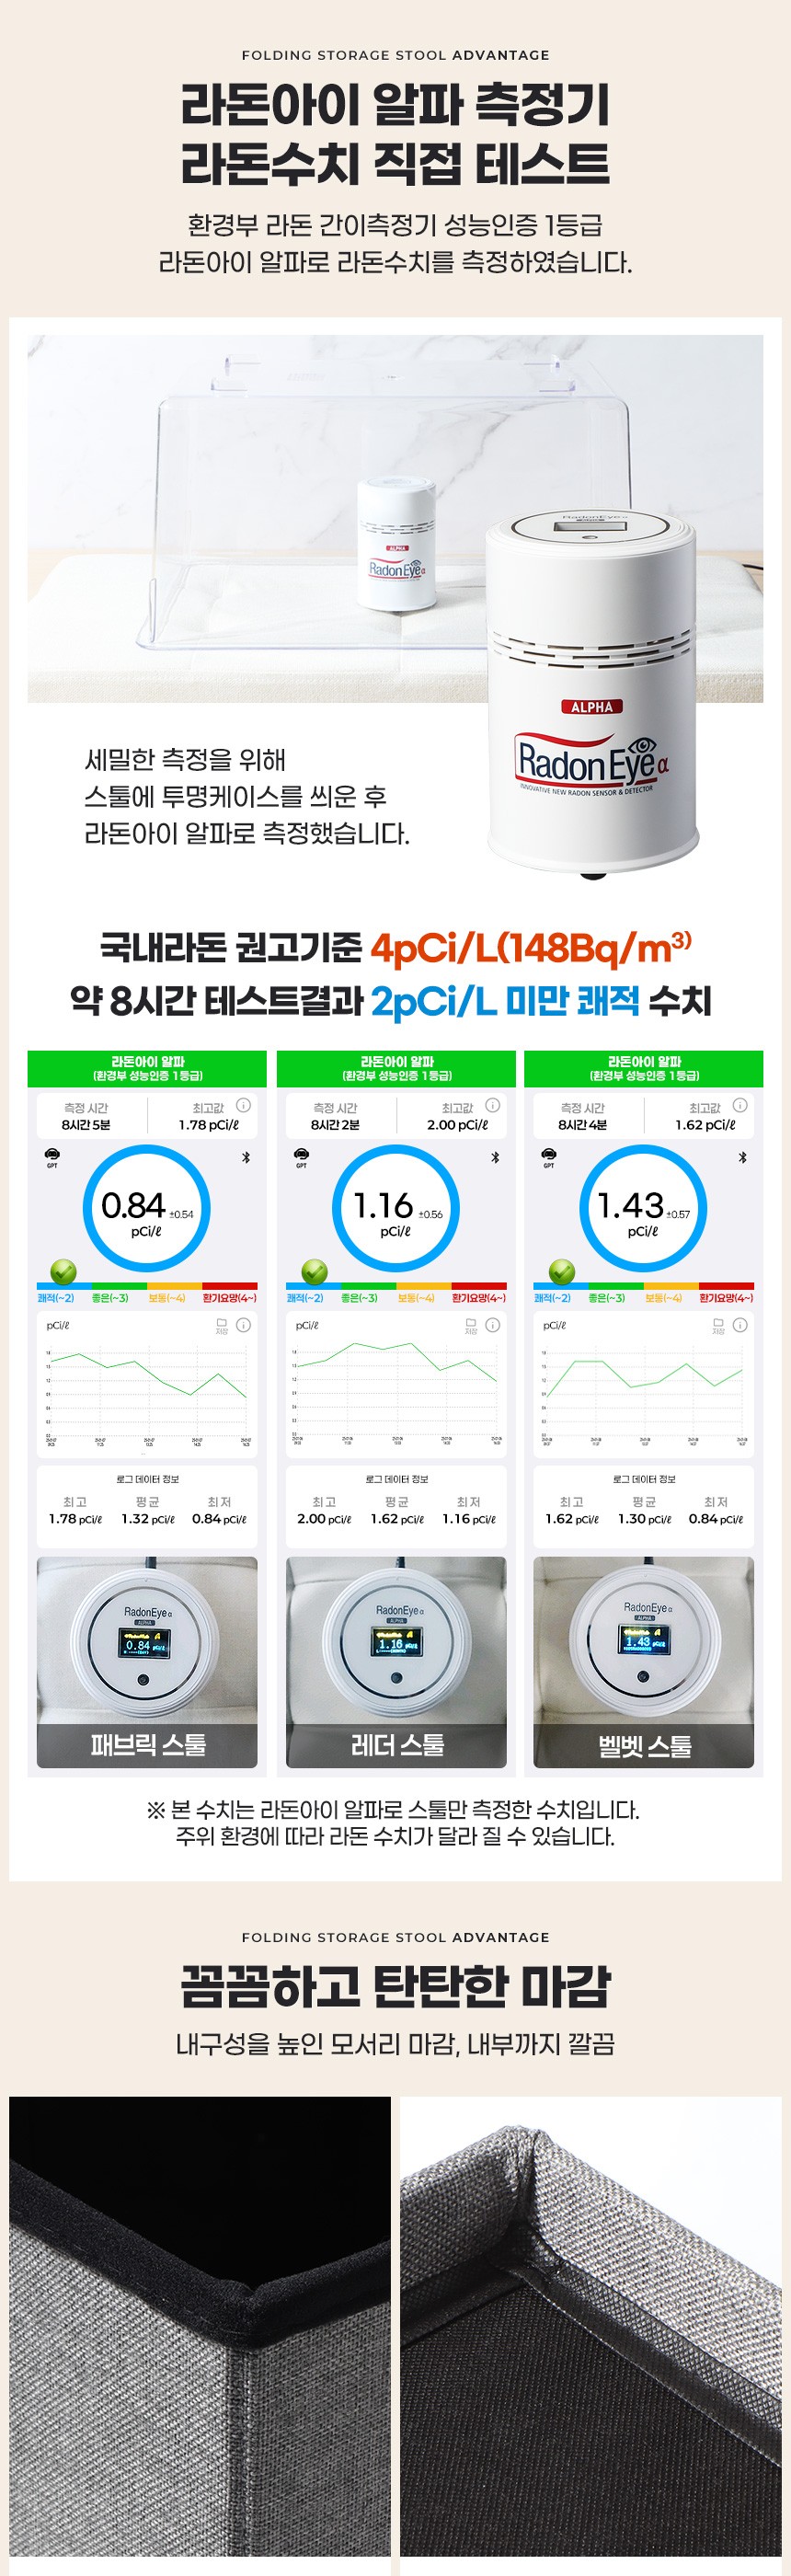 FOLDING STORAGE STOOL ADVANTAGE
라돈아이 알파 측정기
라돈수치 직접 테스트
환경부 라돈 간이측정기 성능인증 1등급
라돈아이 알파로 라돈수치를 측정하였습니다.
ALPHA
RadonEye α
RadonEye α
ALPHA
RadonEye α
INNOVATIVE NEW RADON SENSOR & DETECTOR
세밀한 측정을 위해
스툴에 투명케이스를 씌운 후
라돈아이 알파로 측정했습니다.
국내라돈 권고기준 4pCi/L(148Bq/m³)
약 8시간 테스트결과 2pCi/L 미만 쾌적 수치
라돈아이 알파
(환경부 성능인증 1등급)
측정 시간 최고값
8시간 5분 1.78 pCi/ℓ
GPT
0.84 ±0.54
pCi/ℓ
쾌적(~2) 좋은(~3) 보통(~4) 환기요망(4~)
pCi/ℓ 저장
로그 데이터 정보
최고 평균 최저
1.78 pCi/ℓ 1.32 pCi/ℓ 0.84 pCi/ℓ
RadonEye α
ALPHA
0.84 pCi/ℓ
패브릭 스툴
라돈아이 알파
(환경부 성능인증 1등급)
측정 시간 최고값
8시간 2분 2.00 pCi/ℓ
GPT
1.16 ±0.56
pCi/ℓ
쾌적(~2) 좋은(~3) 보통(~4) 환기요망(4~)
pCi/ℓ 저장
로그 데이터 정보
최고 평균 최저
2.00 pCi/ℓ 1.62 pCi/ℓ 1.16 pCi/ℓ
RadonEye α
ALPHA
1.16 pCi/ℓ
레더 스툴
라돈아이 알파
(환경부 성능인증 1등급)
측정 시간 최고값
8시간 4분 1.62 pCi/ℓ
GPT
1.43 ±0.57
pCi/ℓ
쾌적(~2) 좋은(~3) 보통(~4) 환기요망(4~)
pCi/ℓ 저장
로그 데이터 정보
최고 평균 최저
1.62 pCi/ℓ 1.30 pCi/ℓ 0.84 pCi/ℓ
RadonEye α
ALPHA
1.43 pCi/ℓ
벨벳 스툴
※ 본 수치는 라돈아이 알파로 스툴만 측정한 수치입니다.
주위 환경에 따라 라돈 수치가 달라 질 수 있습니다.
FOLDING STORAGE STOOL ADVANTAGE
꼼꼼하고 탄탄한 마감
내구성을 높인 모서리 마감, 내부까지 깔끔